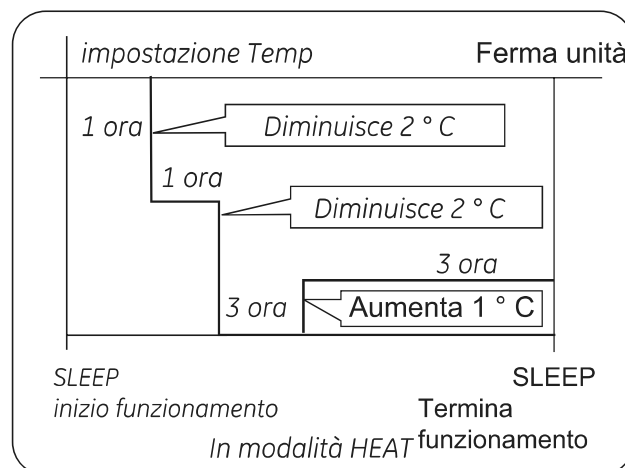 impostazione Temp
Ferma unità
1 ora
Diminuisce 2 ° C
1 ora
Diminuisce 2 ° C
3 ora
3 ora
Aumenta 1 ° C
SLEEP
inizio funzionamento
SLEEP
Termina
funzionamento
In modalità HEAT